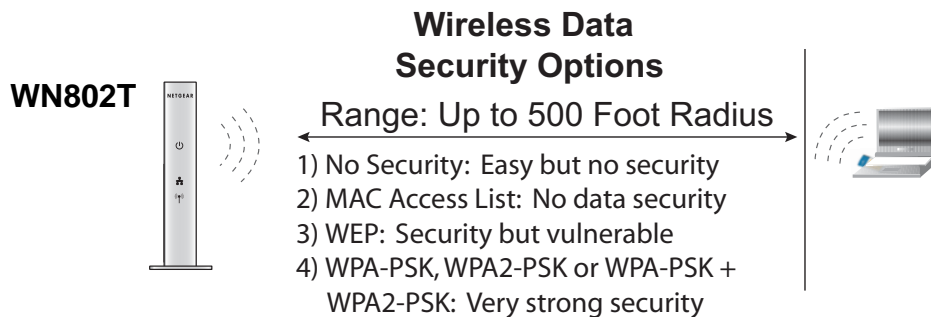 Wireless Data
Security Options
WN802T
NETGEAR
Range: Up to 500 Foot Radius
1) No Security: Easy but no security
2) MAC Access List: No data security
3) WEP: Security but vulnerable
4) WPA-PSK, WPA2-PSK or WPA-PSK +
WPA2-PSK: Very strong security